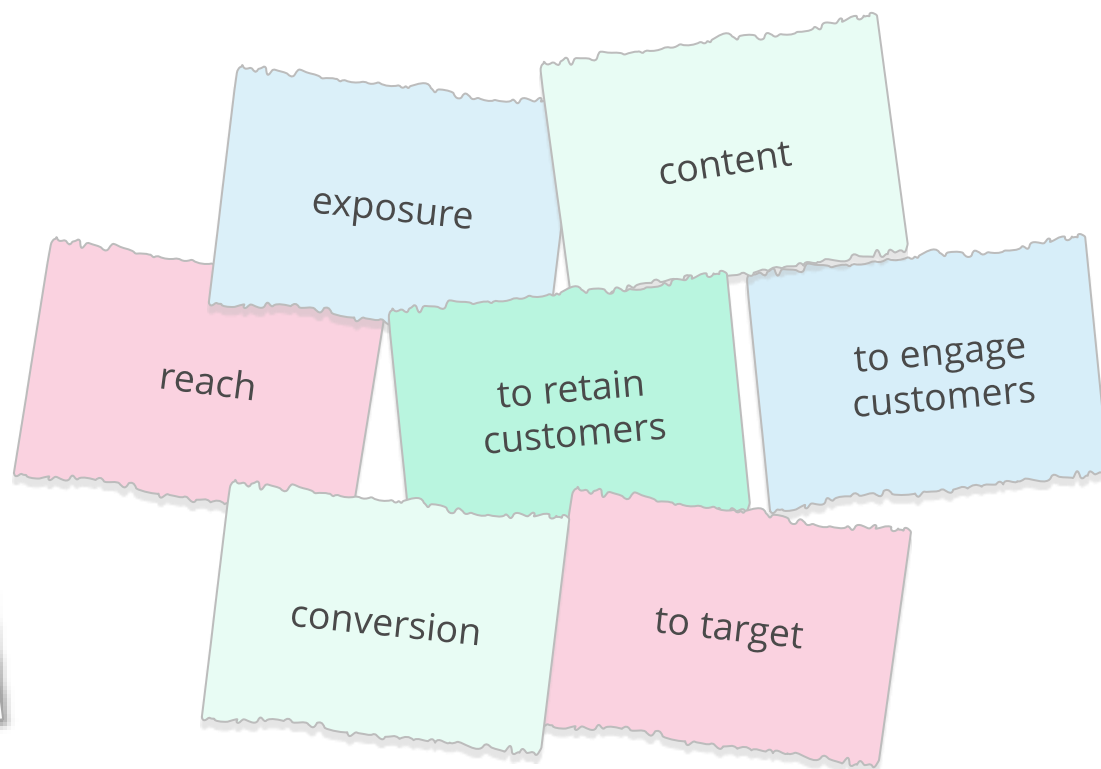 exposure
content
reach
to retain
customers
to engage
customers
conversion
to target